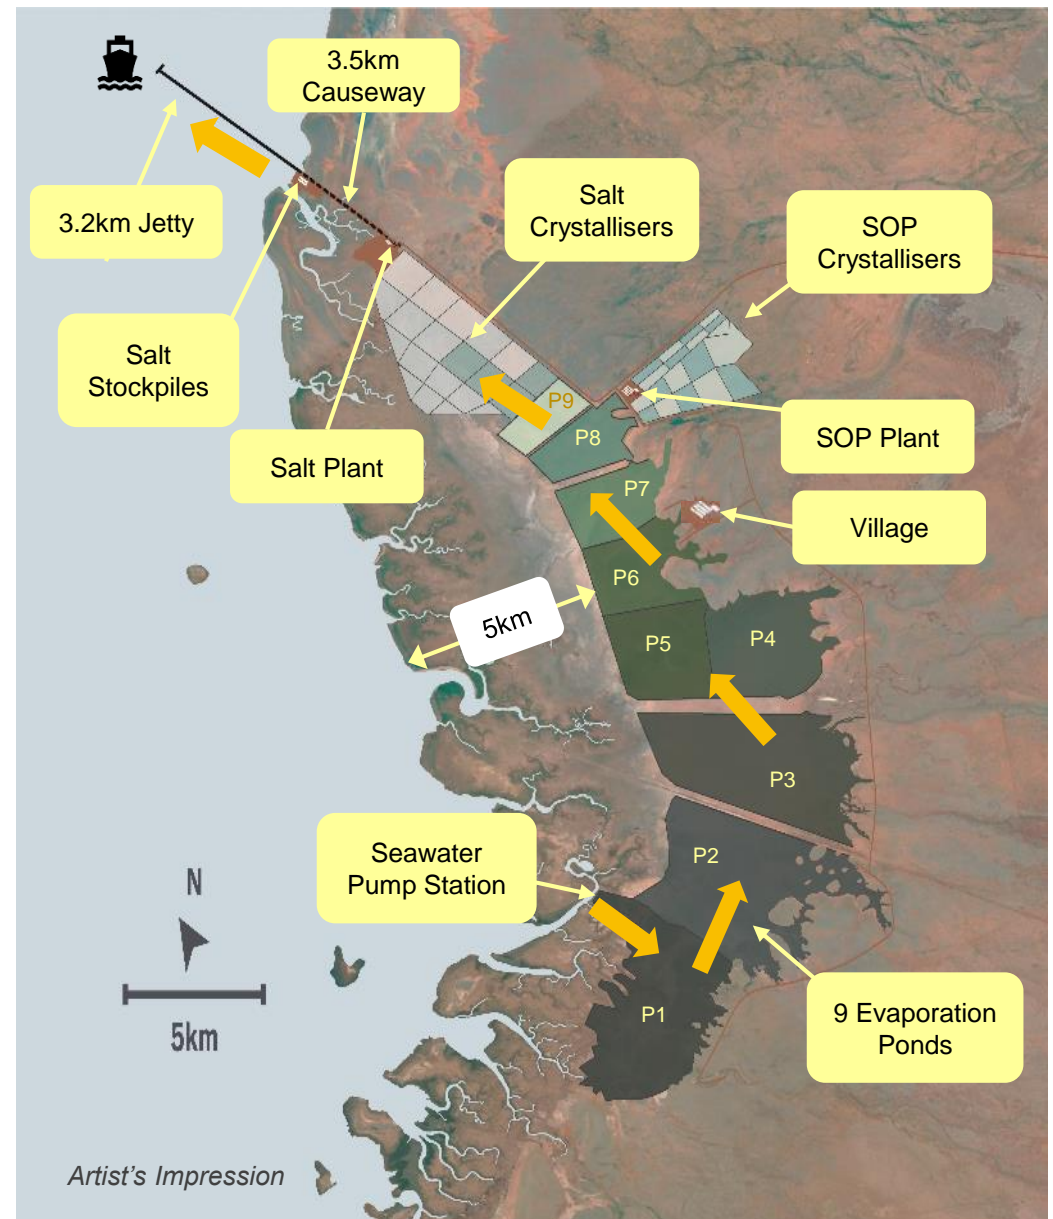 3.5km
Causeway
3.2km Jetty
Salt
Crystallisers
SOP
Crystallisers
Salt
Stockpiles
P9
Salt Plant
P8
SOP Plant
P7
Village
P6
5km
P5
P4
P3
Seawater
Pump Station
P2
N
P1
9 Evaporation
Ponds
5km
Artist's Impression